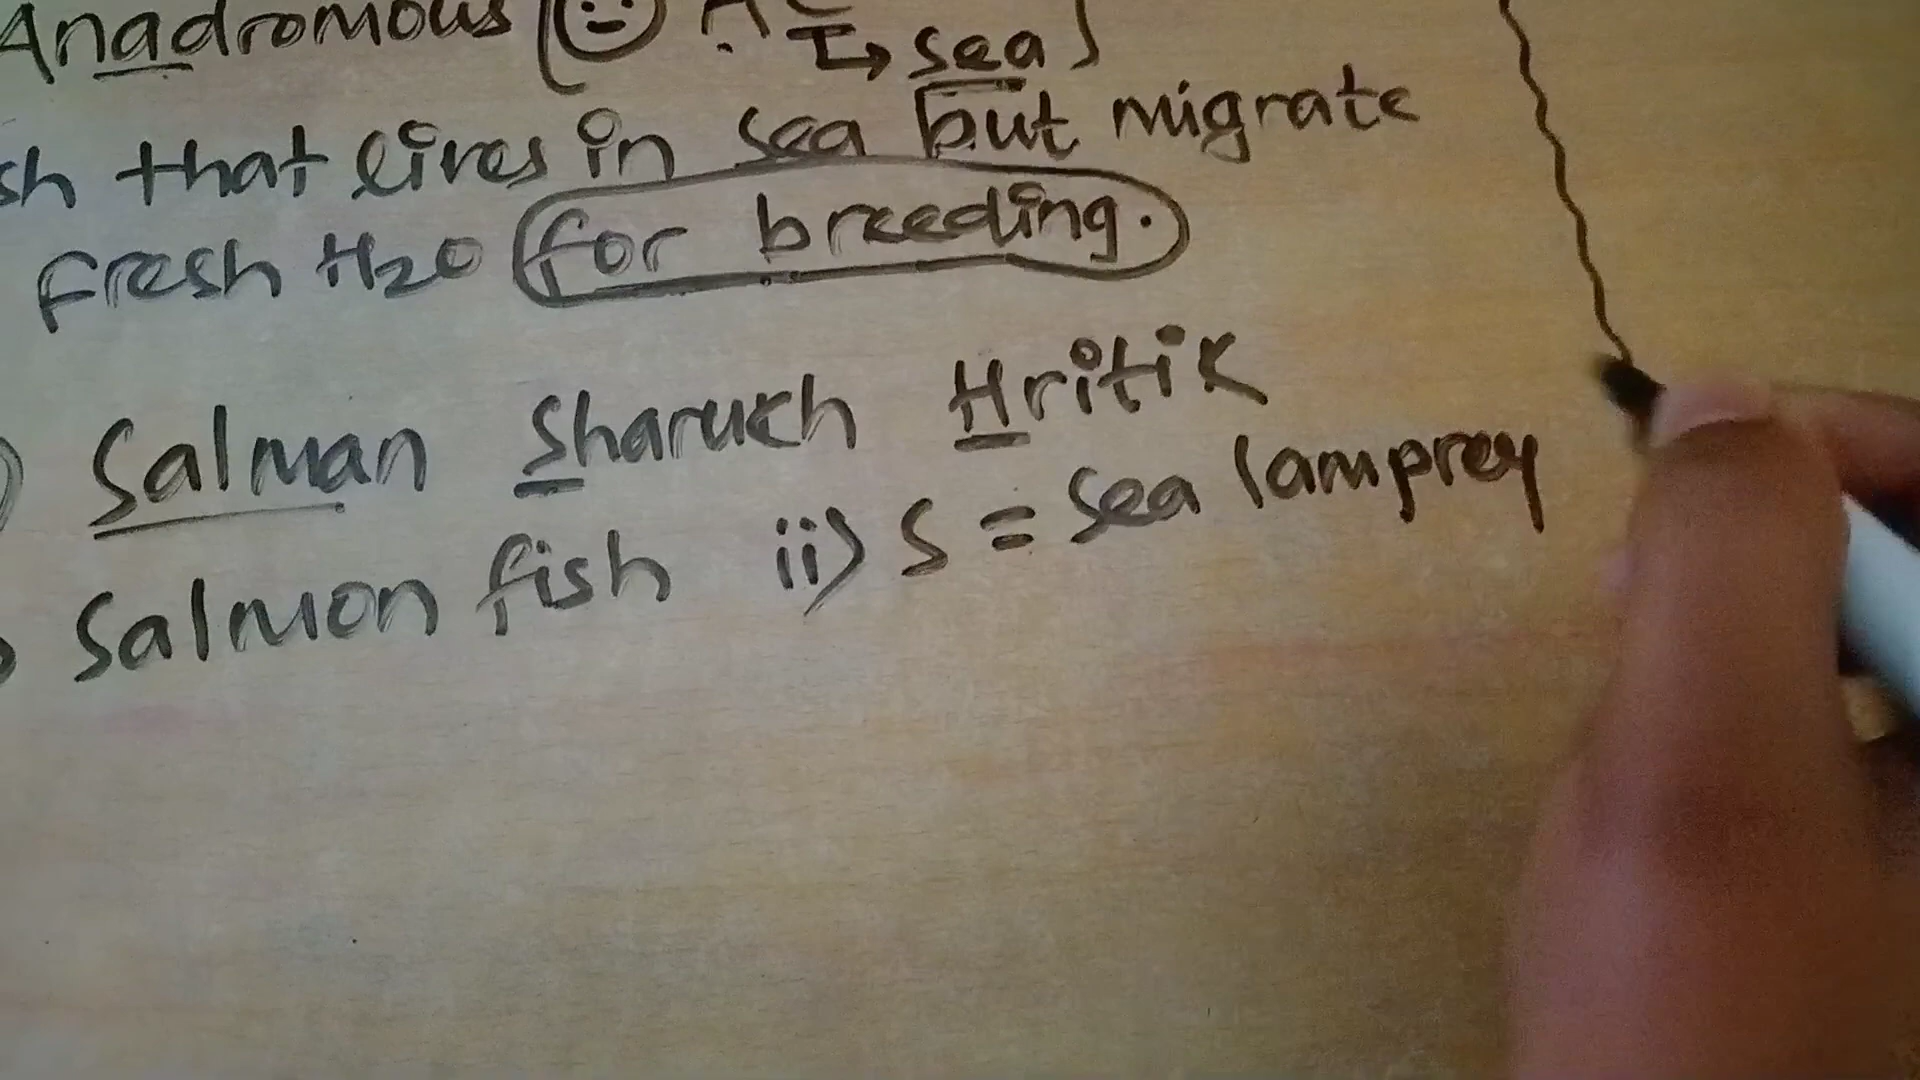 Anadromous
I→ sea
sh that lives in sea but migrate
fresh H2O for breeding.
Salman Sharukh Hritik
Salmon fish ii) S = Sea lamprey